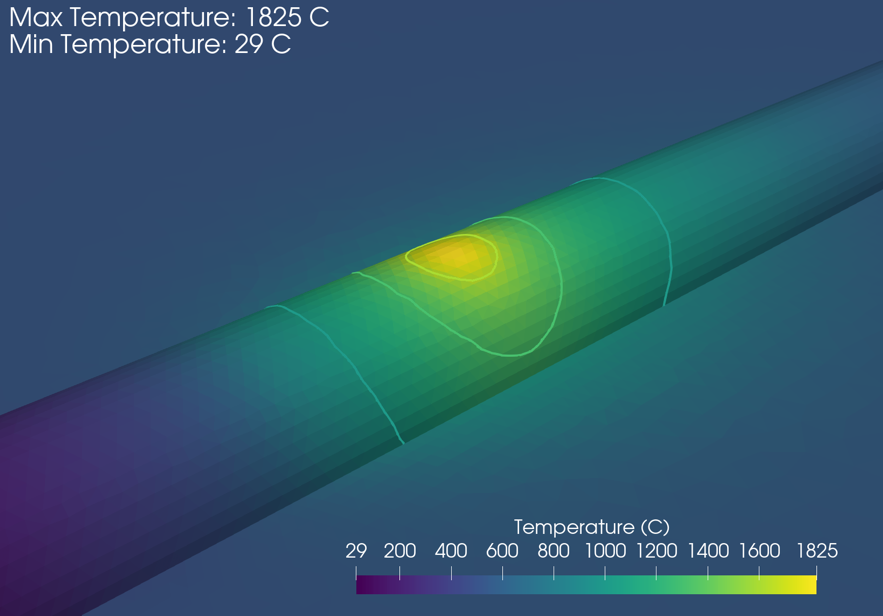 Max Temperature: 1825 C
Min Temperature: 29 C
Temperature (C)
29 200 400 600 800 1000 1200 1400 1600 1825